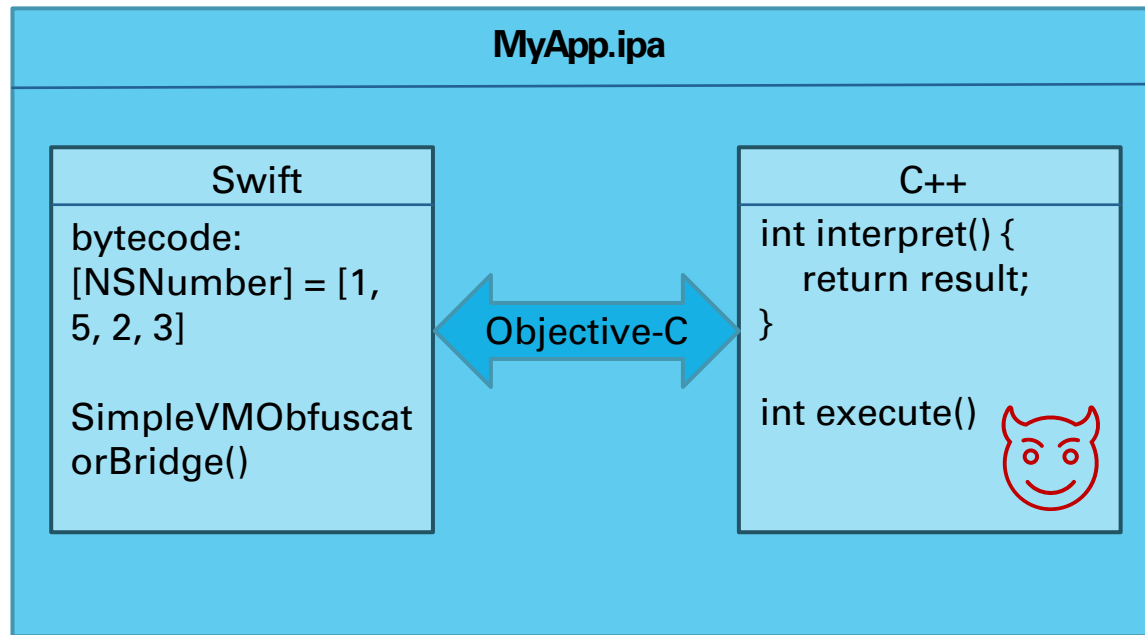 MyApp.ipa
Swift
bytecode:
[NSNumber] = [1,
5, 2, 3]
SimpleVMObfuscat
orBridge()
Objective-C
C++
int interpret() {
return result;
}
int execute()